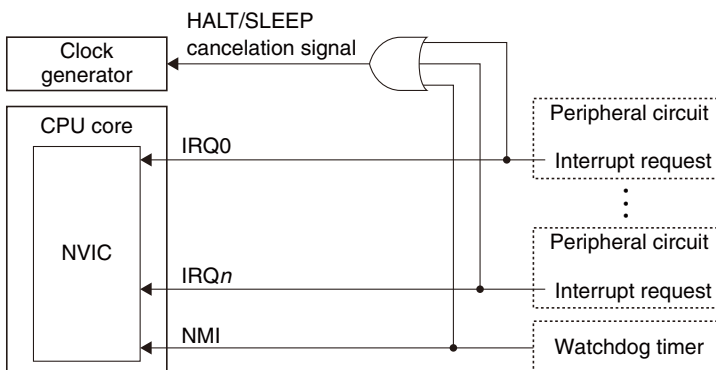 HALT/SLEEP
cancelation signal
Clock
generator
CPU core
NVIC
IRQ0
IRQn
NMI
Peripheral circuit
Interrupt request
Peripheral circuit
Interrupt request
Watchdog timer